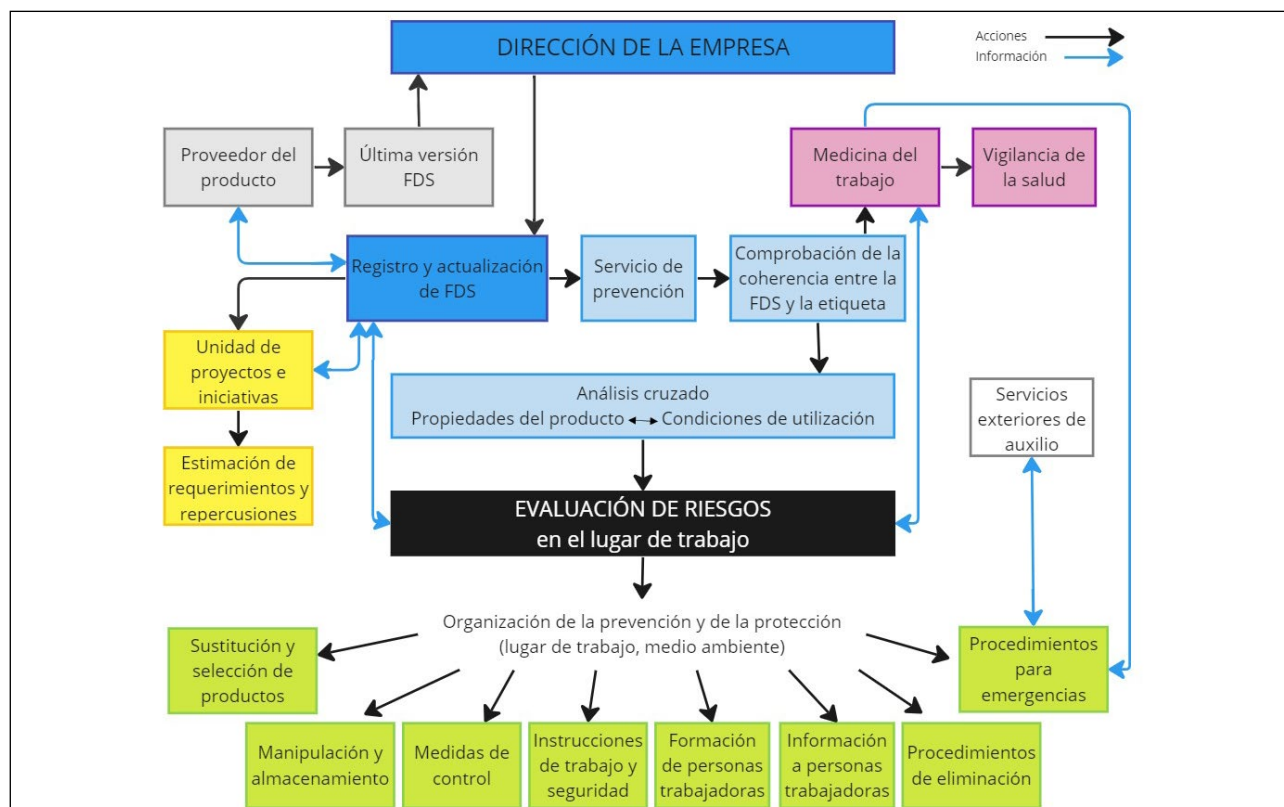 DIRECCIÓN DE LA EMPRESA
Acciones
Información
Proveedor del
producto
Última versión
FDS
Medicina del
trabajo
Vigilancia de
la salud
Registro y actualización
de FDS
Servicio de
prevención
Comprobación de la
coherencia entre la
FDS y la etiqueta
Unidad de
proyectos e
iniciativas
Análisis cruzado
Propiedades del producto Condiciones de utilización
Servicios
exteriores de
auxilio
Estimación de
requerimientos y
repercusiones
EVALUACIÓN DE RIESGOS
en el lugar de trabajo
Organización de la prevención y de la protección
(lugar de trabajo, medio ambiente)
Sustitución y
selección de
productos
Procedimientos
para
emergencias
Manipulación y
almacenamiento
Medidas de
control
Instrucciones
de trabajo y
seguridad
Formación
de personas
trabajadoras
Información
a personas
trabajadoras
Procedimientos
de eliminación